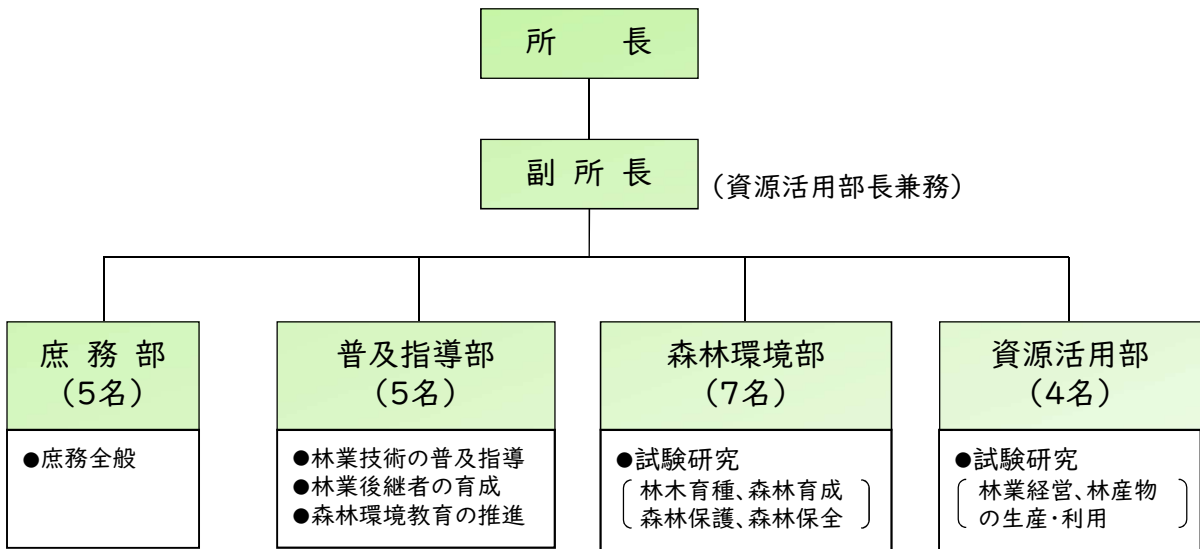 所　　長
副 所 長
（資源活用部長兼務）
庶 務 部
（5名）
●庶務全般
普及指導部
（5名）
●林業技術の普及指導
●林業後継者の育成
●森林環境教育の推進
森林環境部
（7名）
●試験研究
林木育種、森林育成
森林保護、森林保全
資源活用部
（4名）
●試験研究
林業経営、林産物
の生産・利用